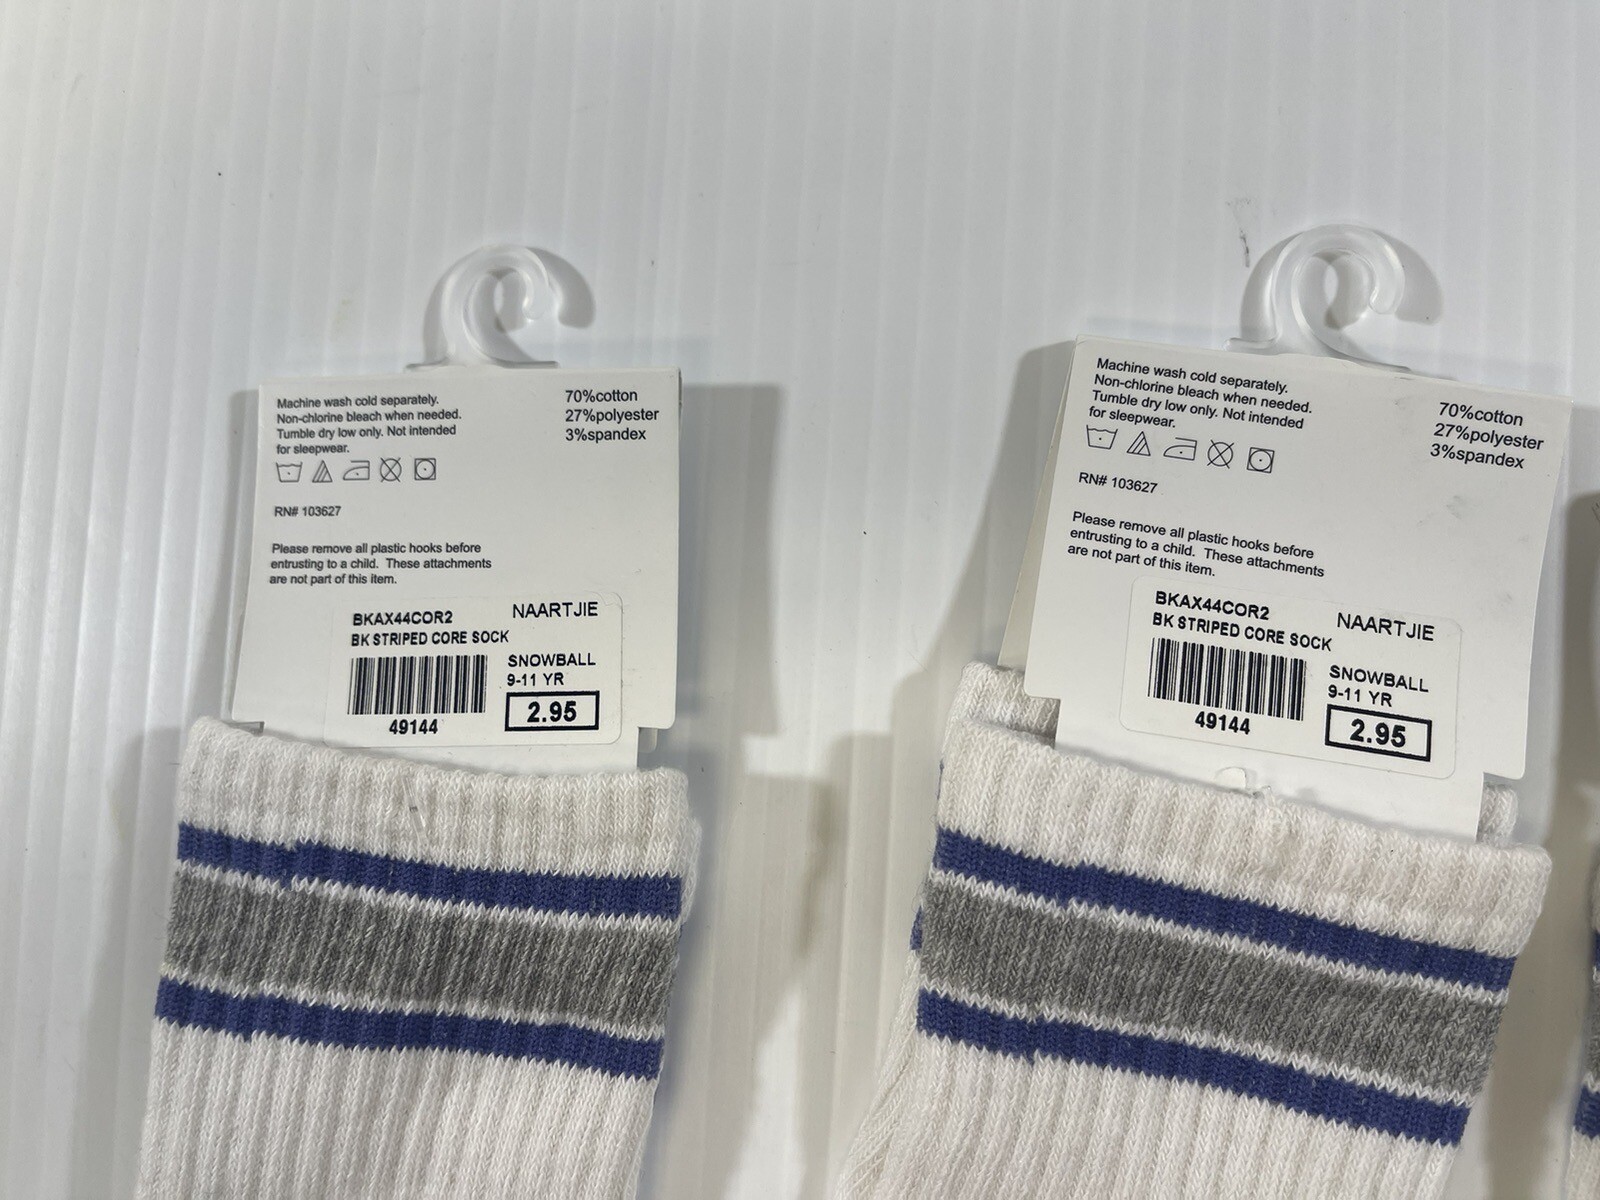 Machine wash cold separately.
Non-chlorine bleach when needed.
Tumble dry low only. Not intended
for sleepwear.
70%cotton
27%polyester
3%spandex
RN# 103627
Please remove all plastic hooks before
entrusting to a child. These attachments
are not part of this item.
BKAX44COR2
NAARTJIE
BK STRIPED CORE SOCK
SNOWBALL
9-11 YR
49144
2.95
Machine wash cold separately.
Non-chlorine bleach when needed.
Tumble dry low only. Not intended
for sleepwear.
70%cotton
27%polyester
3%spandex
RN# 103627
Please remove all plastic hooks before
entrusting to a child. These attachments
are not part of this item.
BKAX44COR2
NAARTJIE
BK STRIPED CORE SOCK
SNOWBALL
9-11 YR
49144
2.95